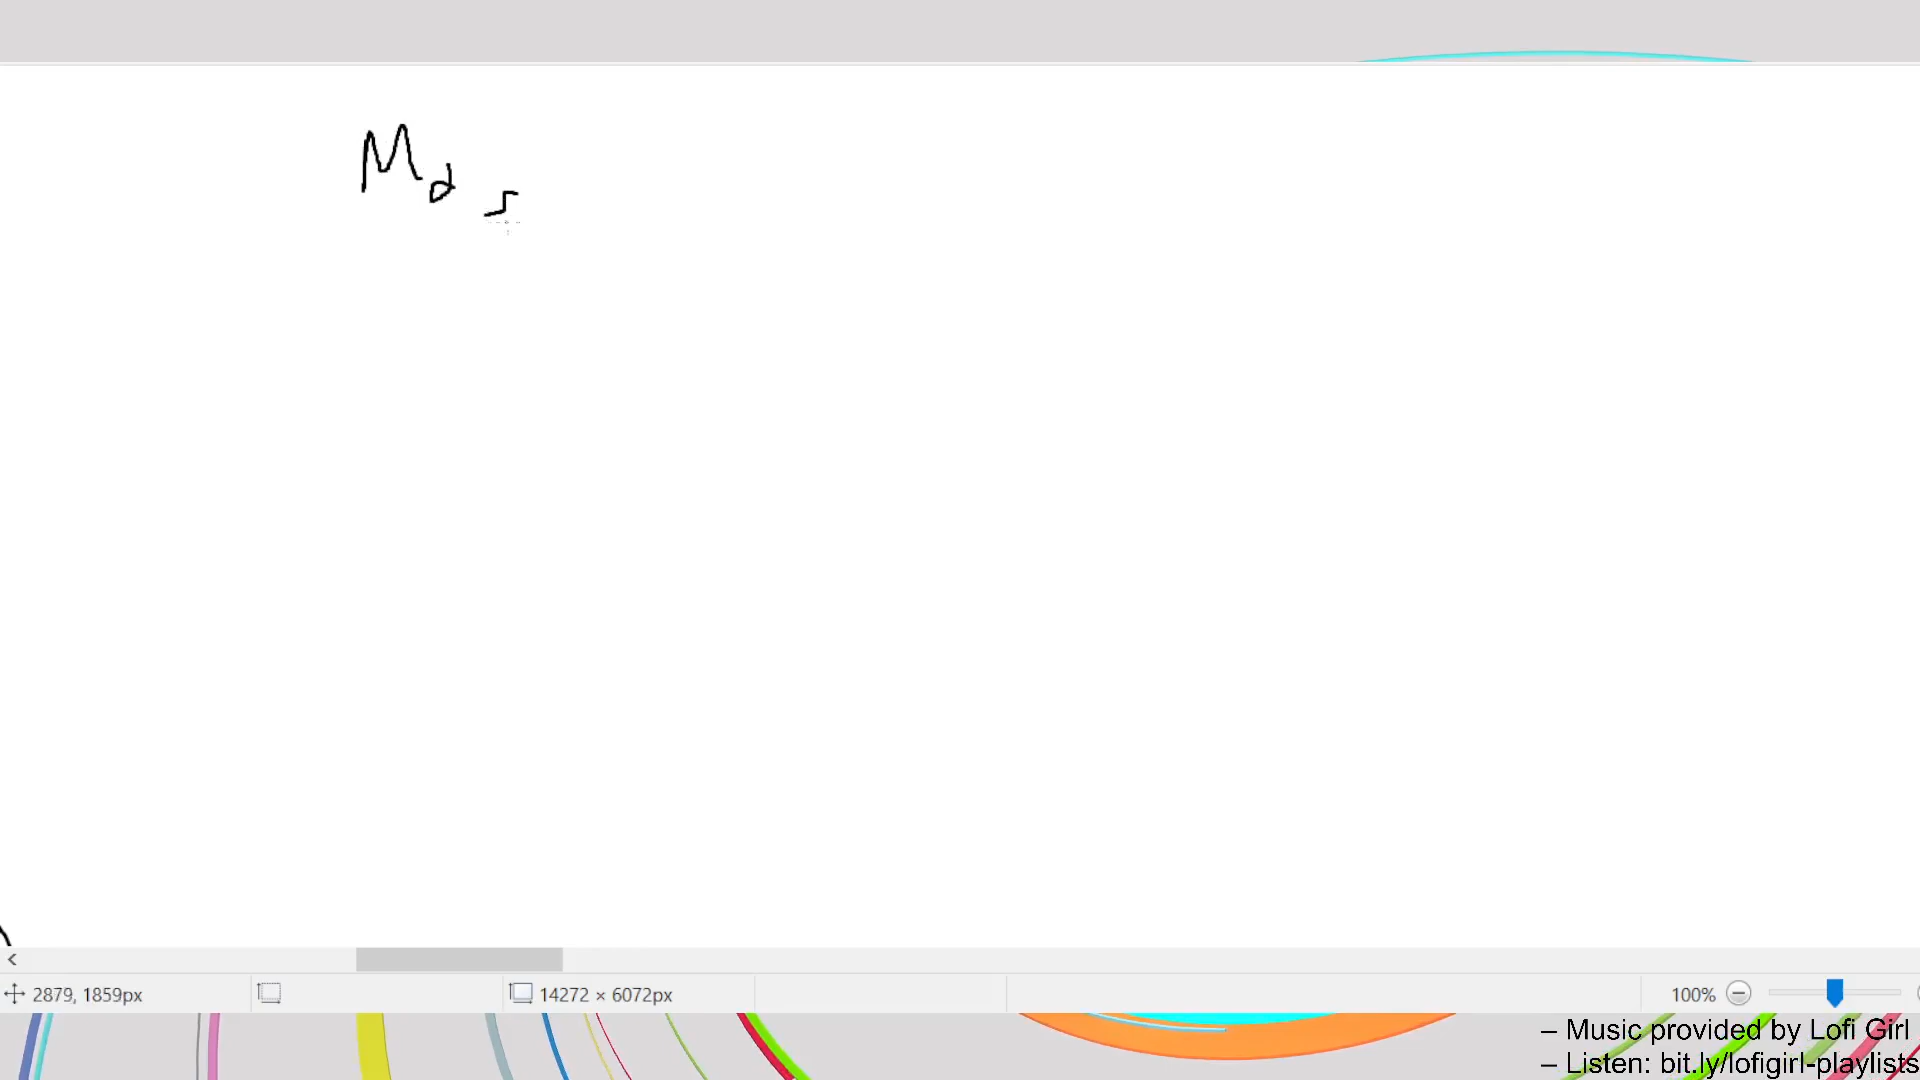 M d s
2879, 1859px
14272 × 6072px
100%
– Music provided by Lofi Girl
– Listen: bit.ly/lofigirl-playlists